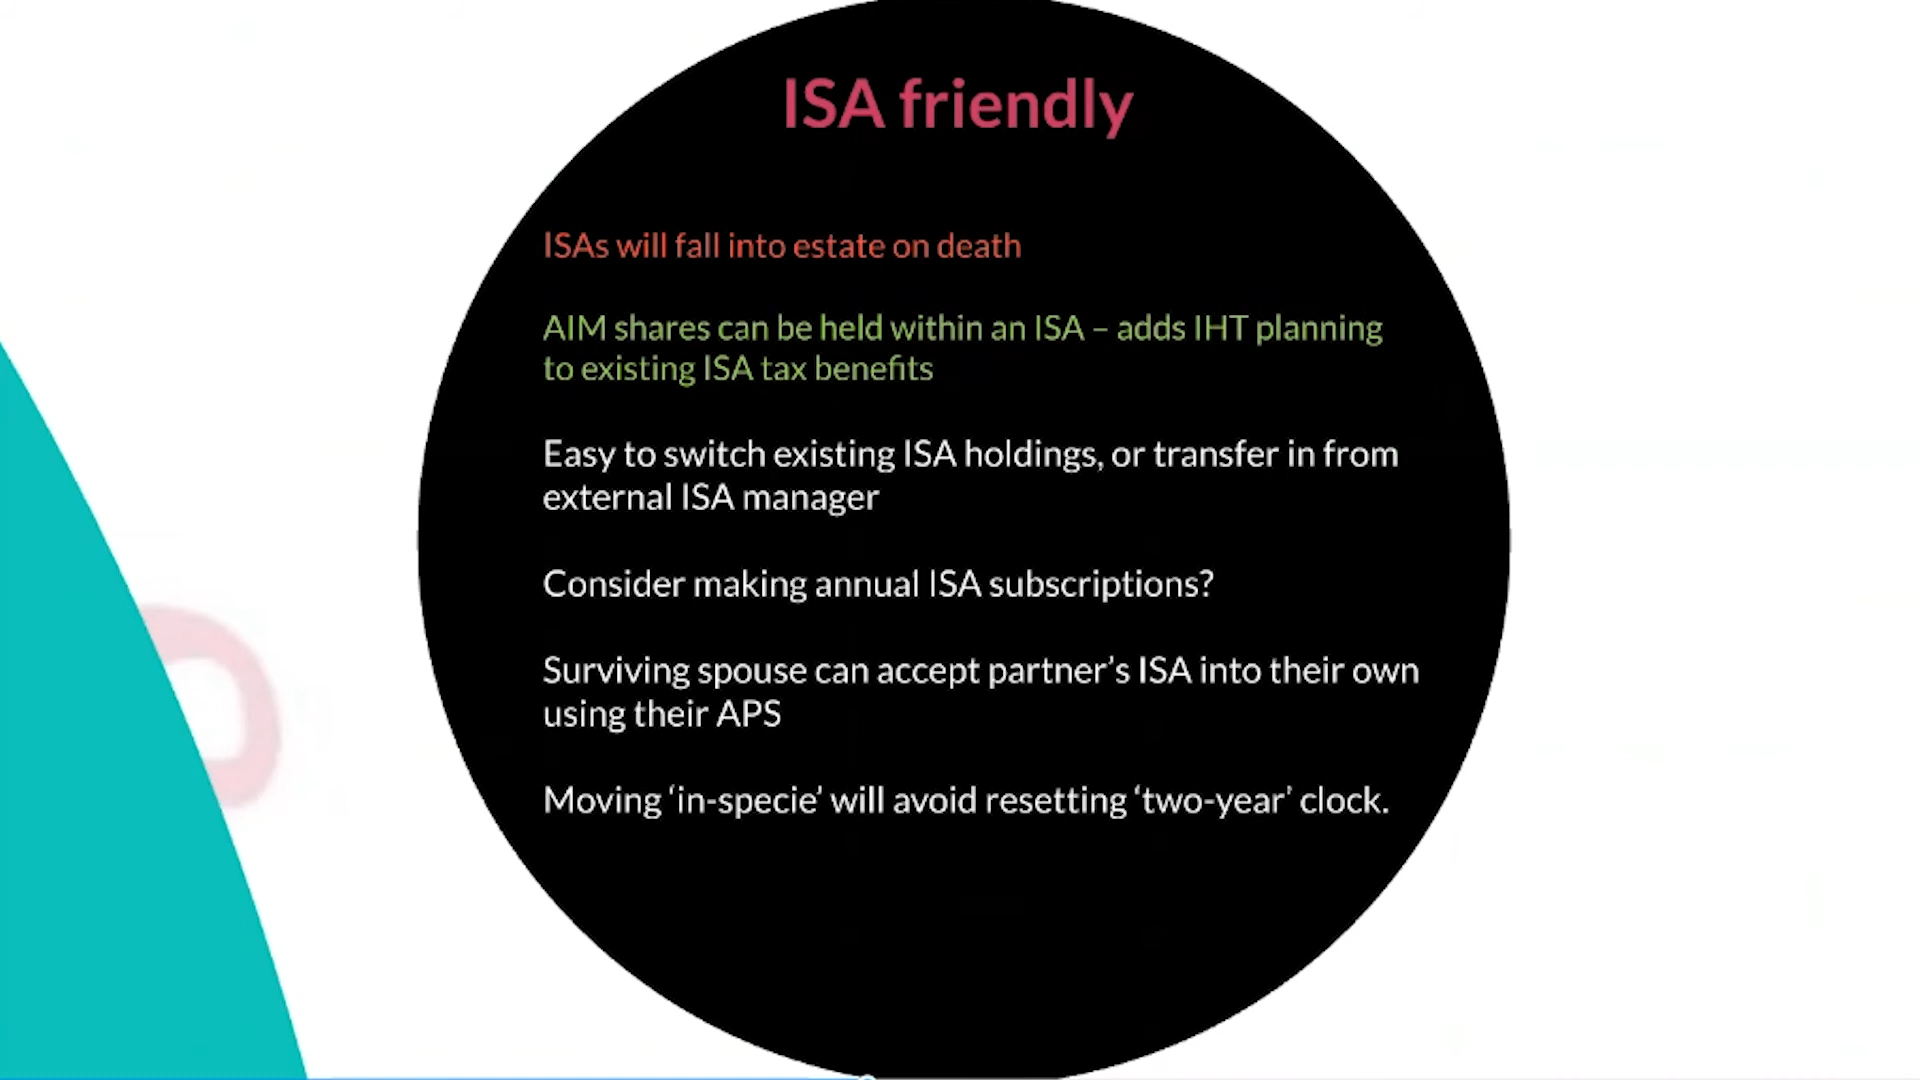 ISA friendly
ISAs will fall into estate on death
AIM shares can be held within an ISA – adds IHT planning
to existing ISA tax benefits
Easy to switch existing ISA holdings, or transfer in from
external ISA manager
Consider making annual ISA subscriptions?
Surviving spouse can accept partner’s ISA into their own
using their APS
Moving ‘in-specie’ will avoid resetting ‘two-year’ clock.